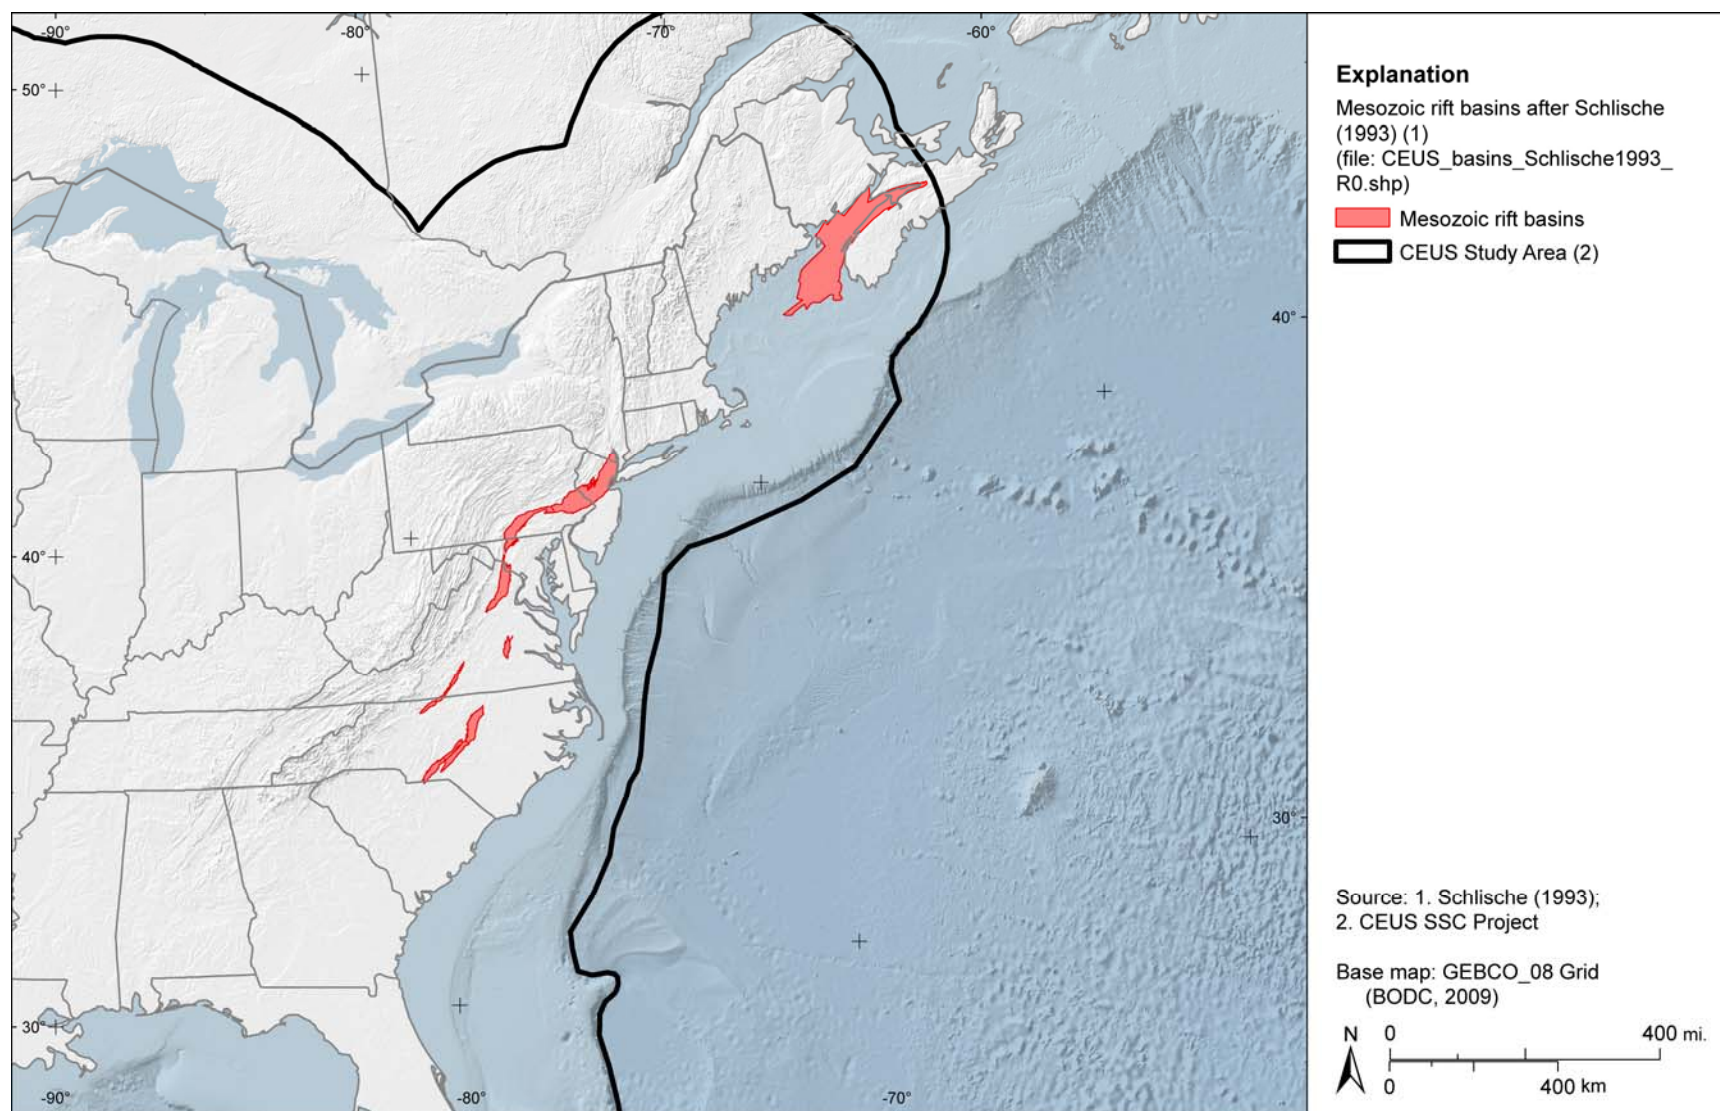 -90°
-80°
-70°
-60°
50°
40°
40°
30°
30°
-90°
-80°
-70°
Explanation
Mesozoic rift basins after Schlische
(1993) (1)
(file: CEUS_basins_Schlische1993_
R0.shp)
Mesozoic rift basins
CEUS Study Area (2)
Source: 1. Schlische (1993);
2. CEUS SSC Project
Base map: GEBCO_08 Grid
(BODC, 2009)
N
0
400 mi.
0
400 km